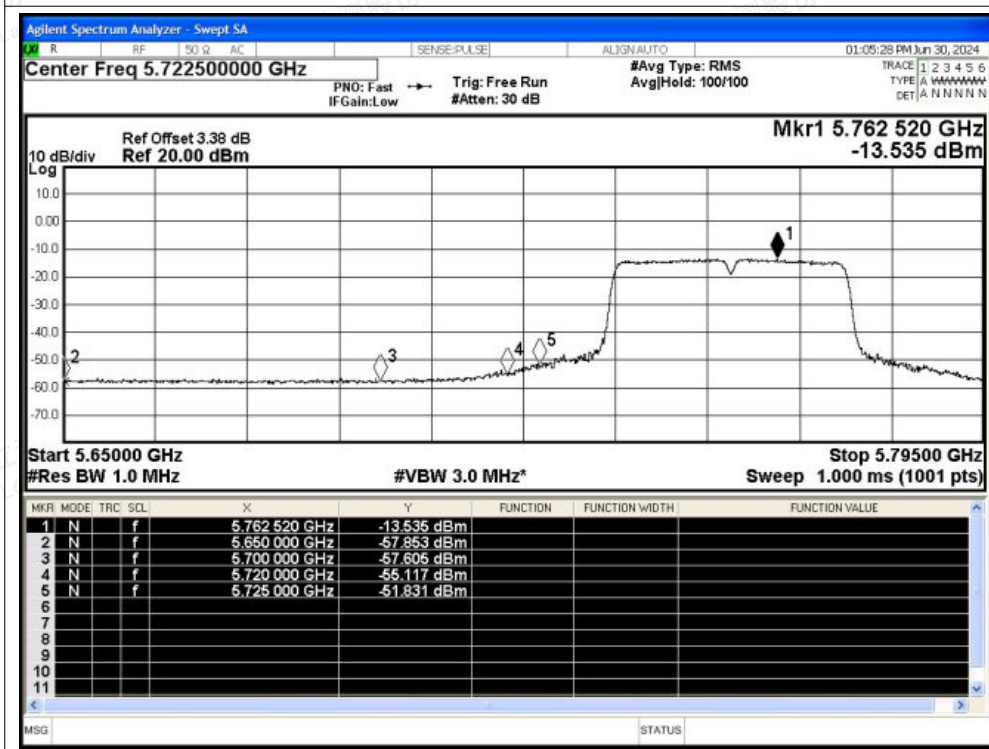 Agilent Spectrum Analyzer - Swept SA
LXI R RF 50 Ω AC SENSE:PULSE ALIGN AUTO 01:05:28 PM Jun 30, 2024
Center Freq 5.722500000 GHz
PNO: Fast
IFGain:Low
Trig: Free Run
#Atten: 30 dB
#Avg Type: RMS
Avg|Hold: 100/100
TRACE 1 2 3 4 5 6
TYPE A WWWWW
DET A N N N N N
Ref Offset 3.38 dB
10 dB/div Ref 20.00 dBm
Log
Mkr1 5.762 520 GHz
-13.535 dBm
10.0
0.00
-10.0
-20.0
-30.0
-40.0
-50.0
-60.0
-70.0
1
2
3
4
5
Start 5.65000 GHz Stop 5.79500 GHz
#Res BW 1.0 MHz #VBW 3.0 MHz* Sweep 1.000 ms (1001 pts)
MKR MODE TRC SCL X Y FUNCTION FUNCTION WIDTH FUNCTION VALUE
1 N f 5.762 520 GHz -13.535 dBm
2 N f 5.650 000 GHz -57.853 dBm
3 N f 5.700 000 GHz -57.605 dBm
4 N f 5.720 000 GHz -55.117 dBm
5 N f 5.725 000 GHz -51.831 dBm
6
7
8
9
10
11
MSG STATUS